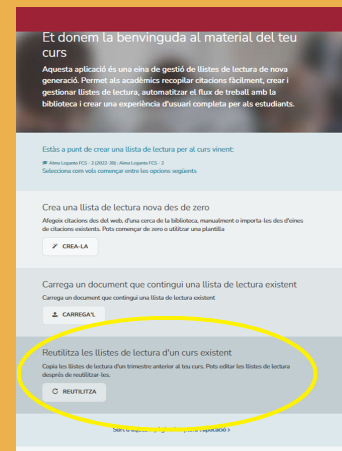 Et donem la benvinguda al material del teu
curs
Aquesta aplicació és una eina de gestió de llistes de lectura de nova
generació. Permet als acadèmics recopilar citacions fàcilment, crear i
gestionar llistes de lectura, automatitzar el flux de treball amb la
biblioteca i crear una experiència d'usuari completa per als estudiants.
Estàs a punt de crear una llista de lectura per al curs vinent:
Alma Leganto FCS - 2 (2022-30) : Alma Leganto FCS - 2
Selecciona com vols començar entre les opcions següents
Crea una llista de lectura nova des de zero
Afegeix citacions des del web, d'una cerca de la biblioteca, manualment o importa-les des d'eines
de citacions existents. Pots començar de zero o utilitzar una plantilla
CREA-LA
Carrega un document que contingui una llista de lectura existent
Carrega un document que contingui una llista de lectura existent
CARREGA'L
Reutilitza les llistes de lectura d'un curs existent
Copia les llistes de lectura d'un trimestre anterior al teu curs. Pots editar les llistes de lectura
després de reutilitzar-les.
REUTILITZA